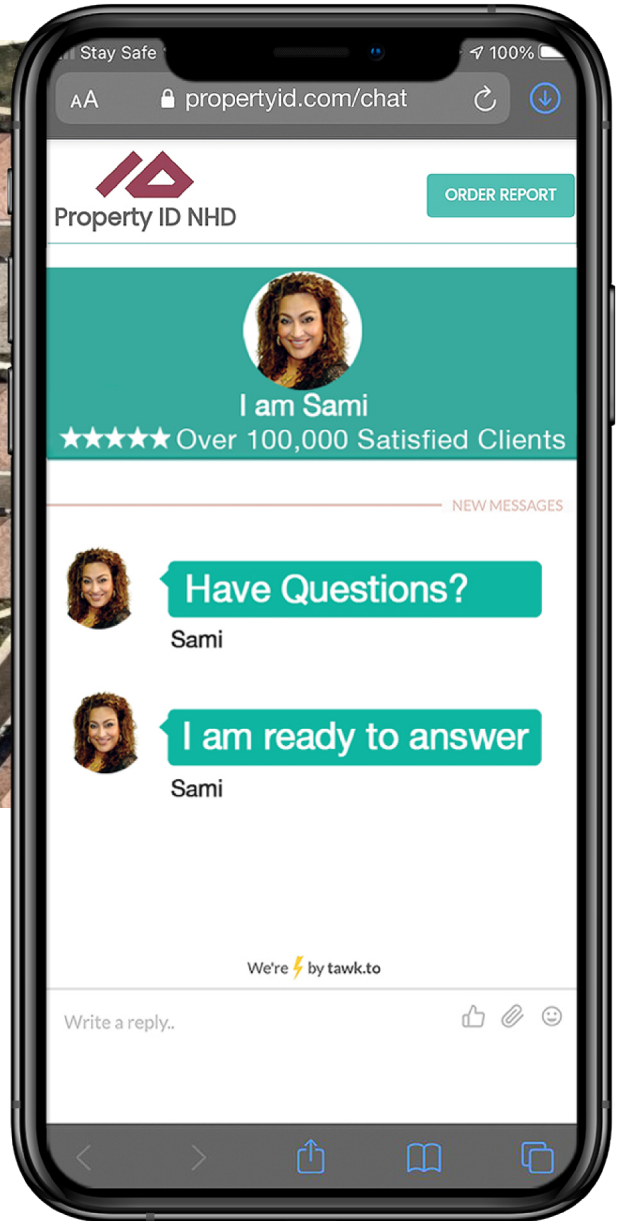 Stay Safe
100%
AA
propertyid.com/chat
Property ID NHD
ORDER REPORT
I am Sami
★★★★★ Over 100,000 Satisfied Clients
NEW MESSAGES
Have Questions?
Sami
I am ready to answer
Sami
We're ⚡ by tawk.to
Write a reply..